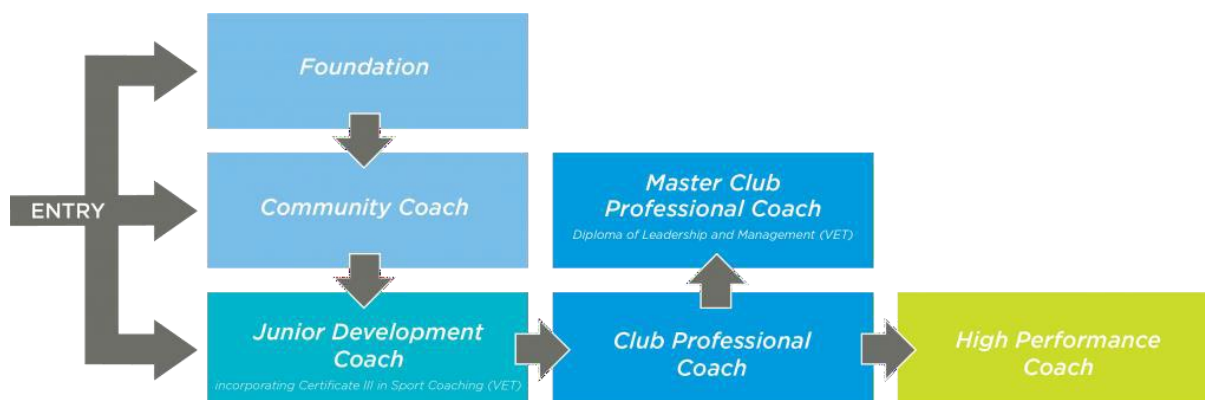 Foundation
ENTRY
Community Coach
Master Club
Professional Coach
Diploma of Leadership and Management (VET)
Junior Development
Coach
incorporating Certificate III in Sport Coaching (VET)
Club Professional
Coach
High Performance
Coach